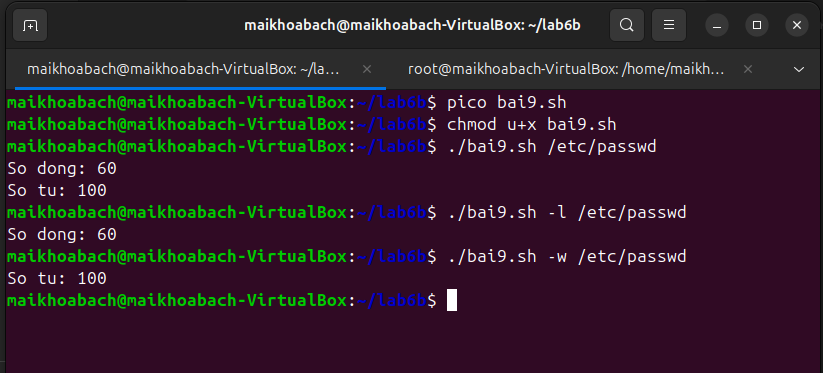 maikhoabach@maikhoabach-VirtualBox: ~/lab6b
maikhoabach@maikhoabach-VirtualBox: ~/la…
root@maikhoabach-VirtualBox: /home/maikh…
maikhoabach@maikhoabach-VirtualBox:~/lab6b$ pico bai9.sh
maikhoabach@maikhoabach-VirtualBox:~/lab6b$ chmod u+x bai9.sh
maikhoabach@maikhoabach-VirtualBox:~/lab6b$ ./bai9.sh /etc/passwd
So dong: 60
So tu: 100
maikhoabach@maikhoabach-VirtualBox:~/lab6b$ ./bai9.sh -l /etc/passwd
So dong: 60
maikhoabach@maikhoabach-VirtualBox:~/lab6b$ ./bai9.sh -w /etc/passwd
So tu: 100
maikhoabach@maikhoabach-VirtualBox:~/lab6b$